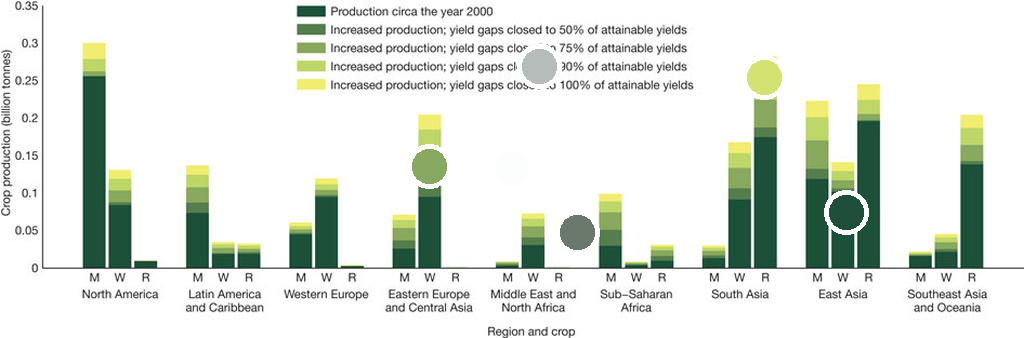 0.35
0.3
0.25
0.2
0.15
0.1
0.05
0
Crop production (billion tonnes)
Production circa the year 2000
Increased production; yield gaps closed to 50% of attainable yields
Increased production; yield gaps to 75% of attainable yields
Increased production; yield gaps 90% of attainable yields
Increased production; yield gaps to 100% of attainable yields
M W R M W R M W R M W R M W R M W R M W R M W R M W R
North America
Latin America and Caribbean
Western Europe
Eastern Europe and Central Asia
Middle East and North Africa
Sub–Saharan Africa
South Asia
East Asia
Southeast Asia and Oceania
Region and crop